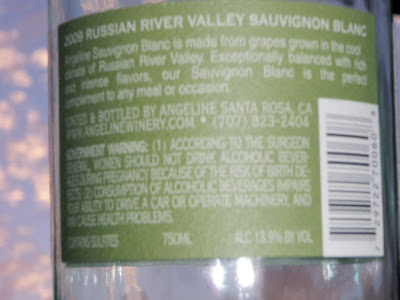 2009 RUSSIAN RIVER VALLEY SAUVIGNON BLANC
Angeline Sauvignon Blanc is made from grapes grown in the cool
climate of Russian River Valley. Exceptionally balanced with rich
and intense flavors, our Sauvignon Blanc is the perfect
complement to any meal or occasion.
& BOTTLED BY ANGELINE SANTA ROSA, CA
WWW.ANGELINEWINERY.COM * (707) 823-2404
GOVERNMENT WARNING: (1) ACCORDING TO THE SURGEON
GENERAL, WOMEN SHOULD NOT DRINK ALCOHOLIC BEVER-
AGES DURING PREGNANCY BECAUSE OF THE RISK OF BIRTH DE-
FECTS. (2) CONSUMPTION OF ALCOHOLIC BEVERAGES IMPAIRS
YOUR ABILITY TO DRIVE A CAR OR OPERATE MACHINERY, AND
MAY CAUSE HEALTH PROBLEMS.
CONTAINS SULFITES 750ML ALC 13.9% BY VOL